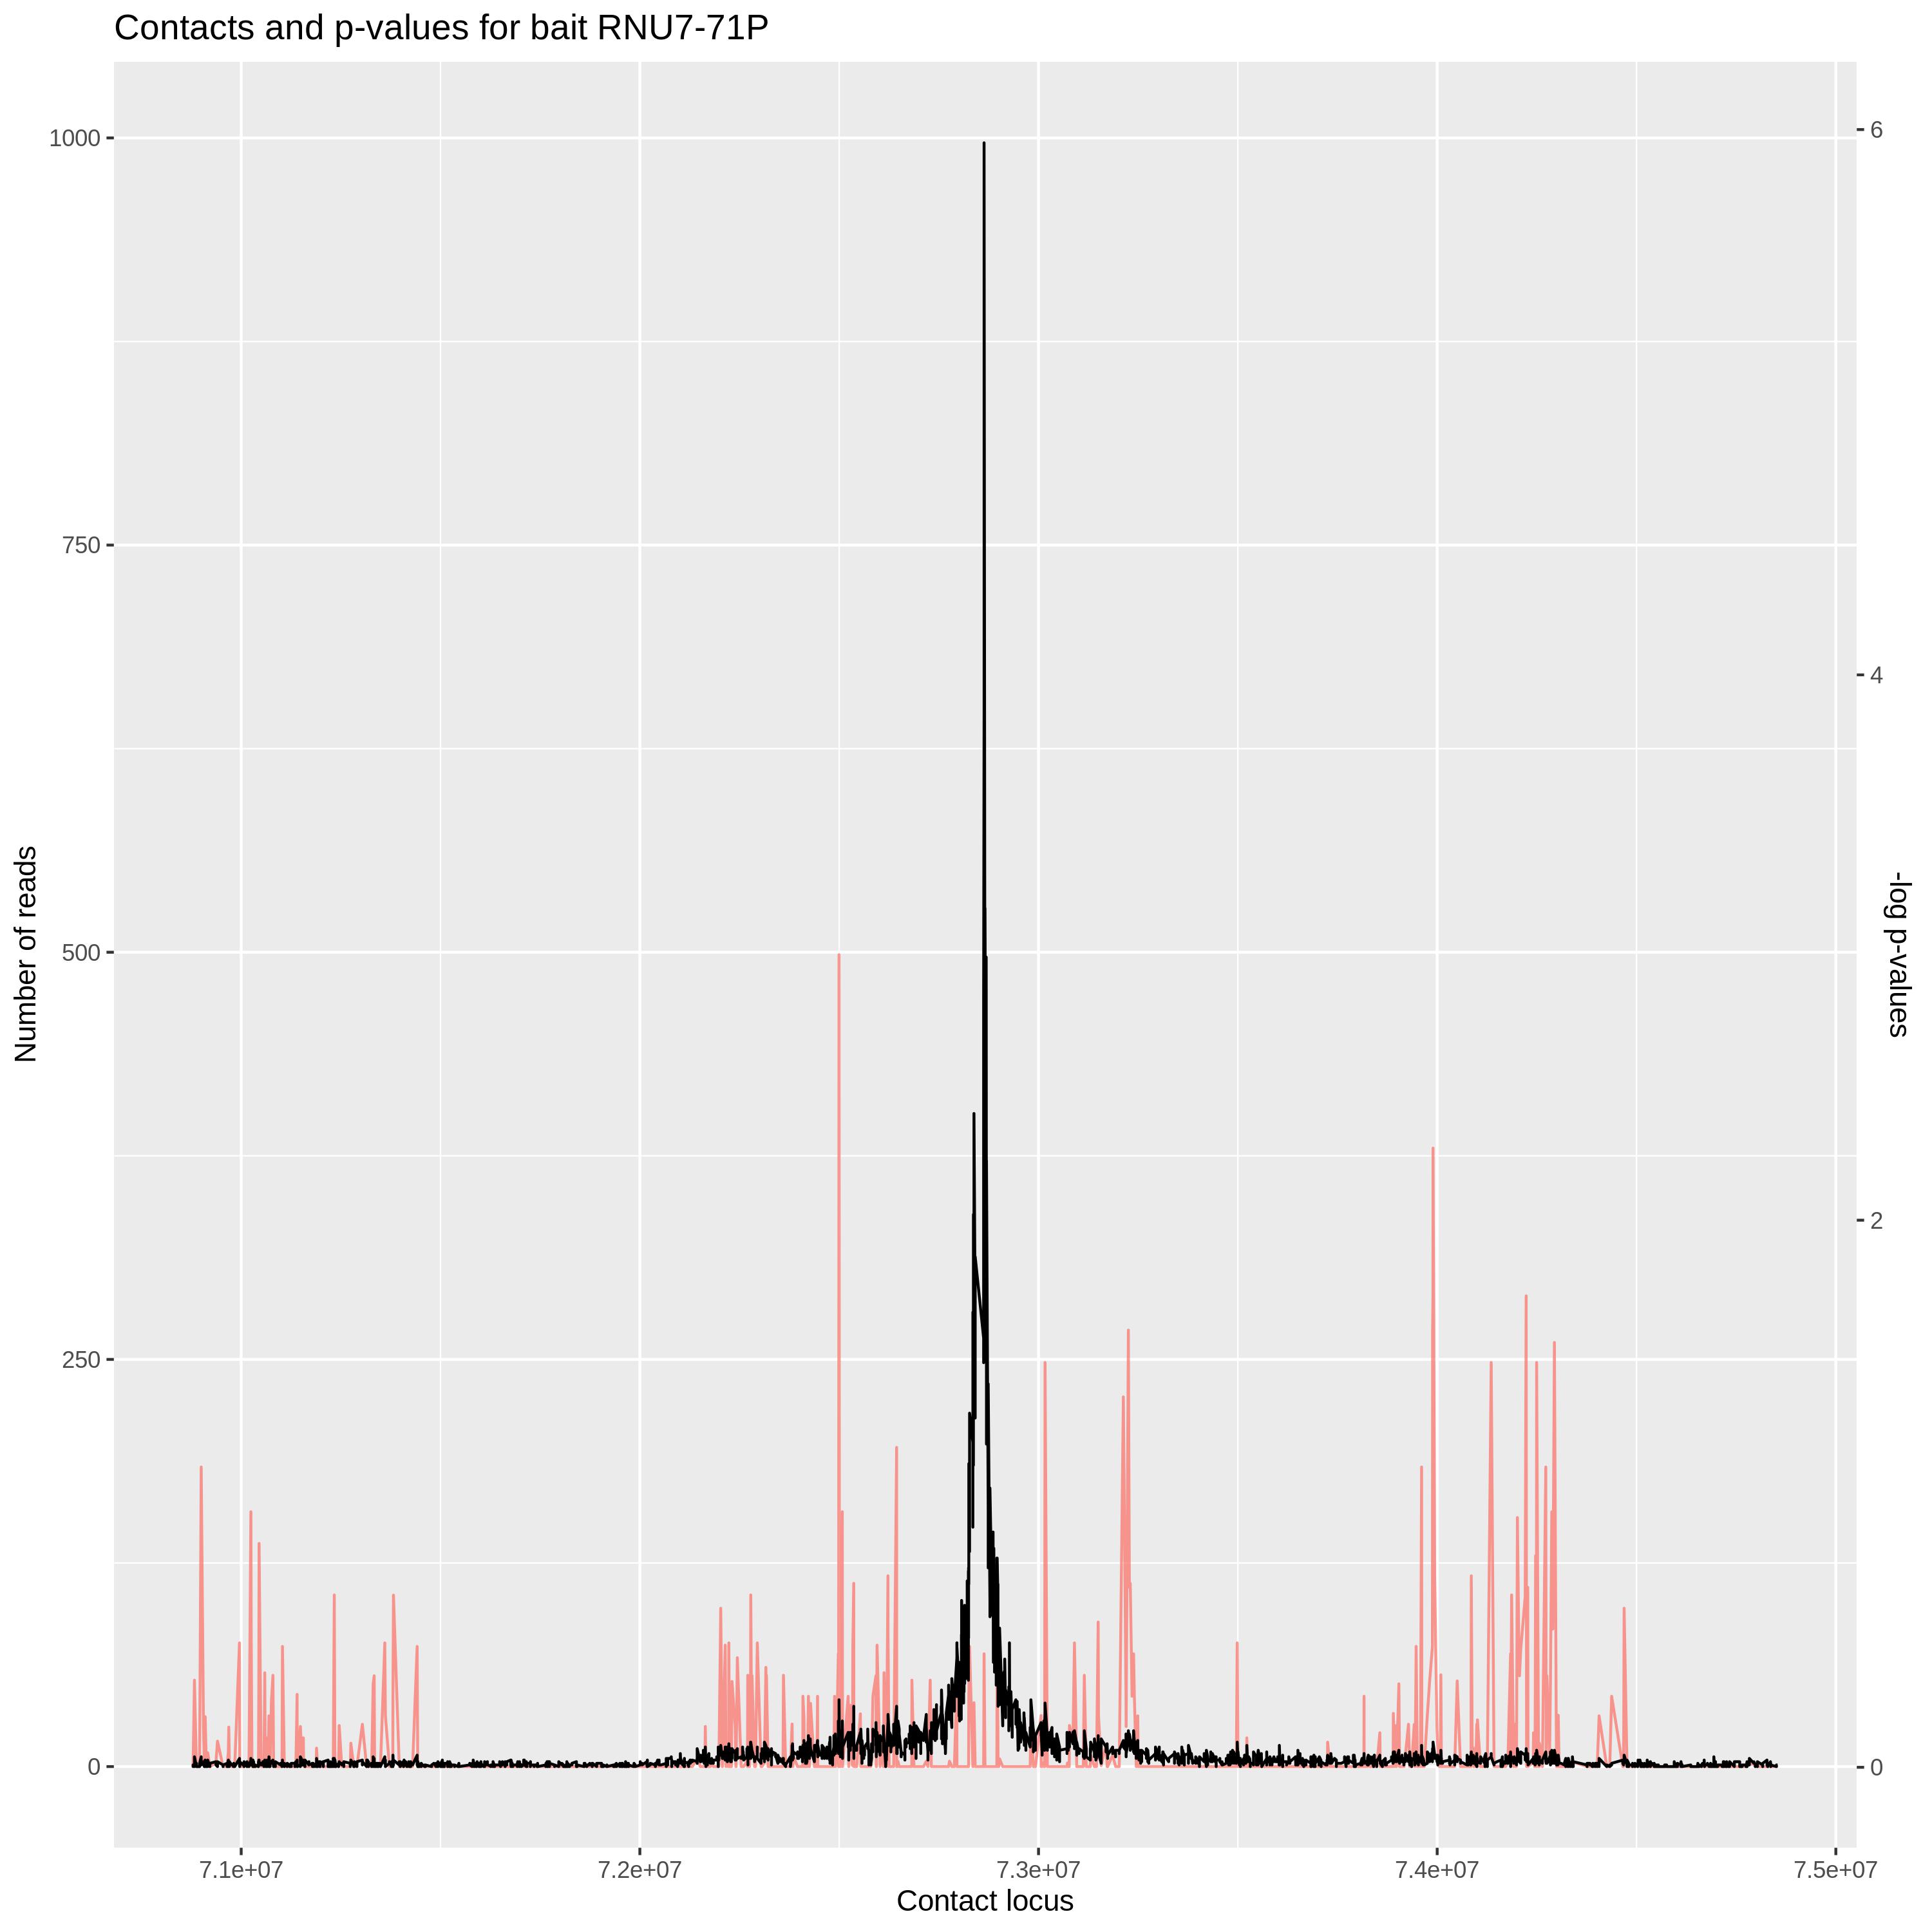 Contacts and p-values for bait RNU7-71P
1000
750
500
250
0
Number of reads
6
4
2
0
-log p-values
7.1e+07 7.2e+07 7.3e+07 7.4e+07 7.5e+07
Contact locus